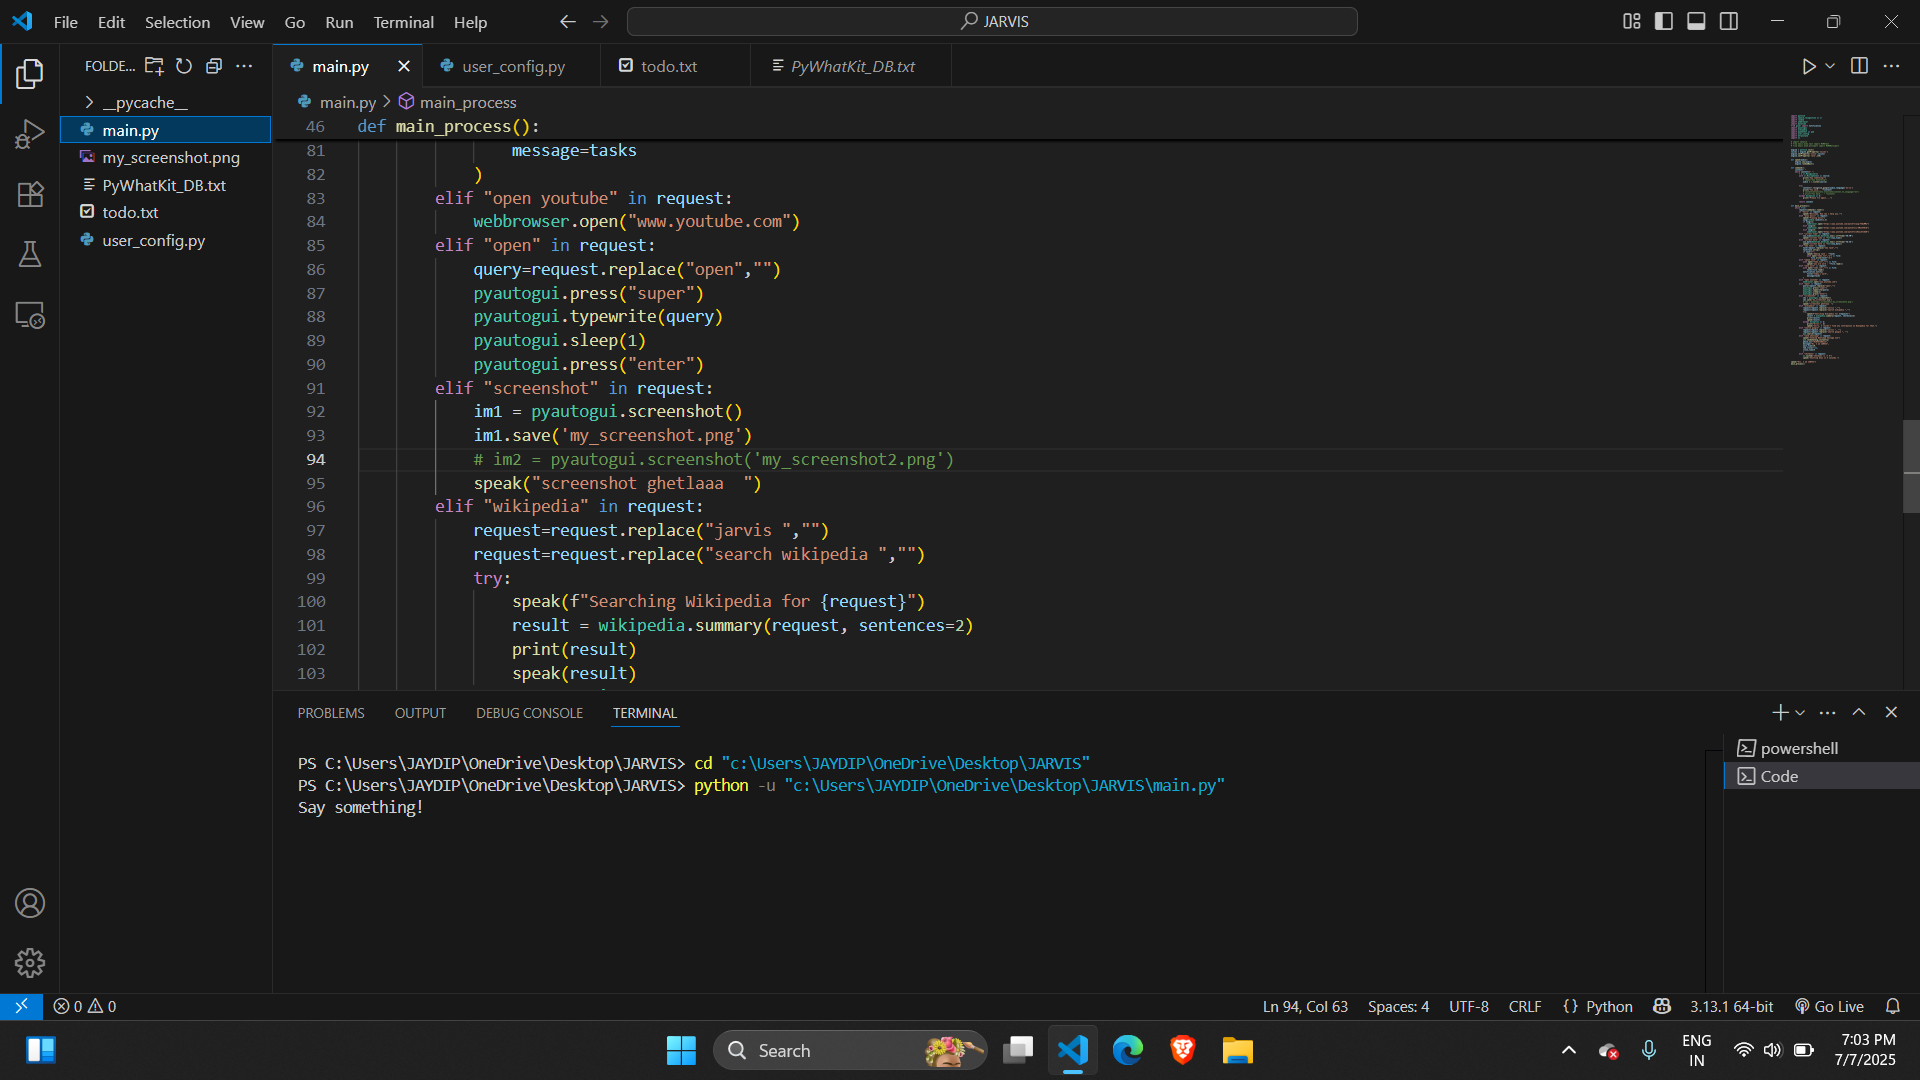 File Edit Selection View Go Run Terminal Help
JARVIS
FOLDE...
main.py
user_config.py
todo.txt
PyWhatKit_DB.txt
__pycache__
main.py
my_screenshot.png
PyWhatKit_DB.txt
todo.txt
user_config.py
main.py > main_process
46 def main_process():
81 message=tasks
82 )
83 elif "open youtube" in request:
84 webbrowser.open("www.youtube.com")
85 elif "open" in request:
86 query=request.replace("open","")
87 pyautogui.press("super")
88 pyautogui.typewrite(query)
89 pyautogui.sleep(1)
90 pyautogui.press("enter")
91 elif "screenshot" in request:
92 im1 = pyautogui.screenshot()
93 im1.save('my_screenshot.png')
94 # im2 = pyautogui.screenshot('my_screenshot2.png')
95 speak("screenshot ghetlaaa  ")
96 elif "wikipedia" in request:
97 request=request.replace("jarvis ","")
98 request=request.replace("search wikipedia ","")
99 try:
100 speak(f"Searching Wikipedia for {request}")
101 result = wikipedia.summary(request, sentences=2)
102 print(result)
103 speak(result)
PROBLEMS OUTPUT DEBUG CONSOLE TERMINAL
PS C:\Users\JAYDIP\OneDrive\Desktop\JARVIS> cd "c:\Users\JAYDIP\OneDrive\Desktop\JARVIS"
PS C:\Users\JAYDIP\OneDrive\Desktop\JARVIS> python -u "c:\Users\JAYDIP\OneDrive\Desktop\JARVIS\main.py"
Say something!
powershell
Code
0 0
Ln 94, Col 63 Spaces: 4 UTF-8 CRLF {} Python 3.13.1 64-bit Go Live
Search
ENG
IN
7:03 PM
7/7/2025